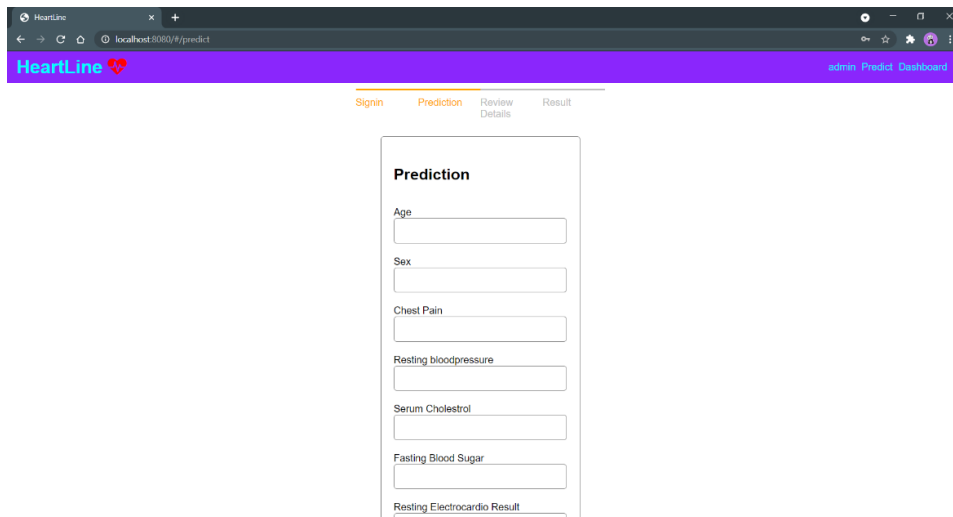 HeartLine
localhost:8080/#/predict
HeartLine
admin Predict Dashboard
Signin Prediction Review Details Result
Prediction
Age
Sex
Chest Pain
Resting bloodpressure
Serum Cholestrol
Fasting Blood Sugar
Resting Electrocardio Result